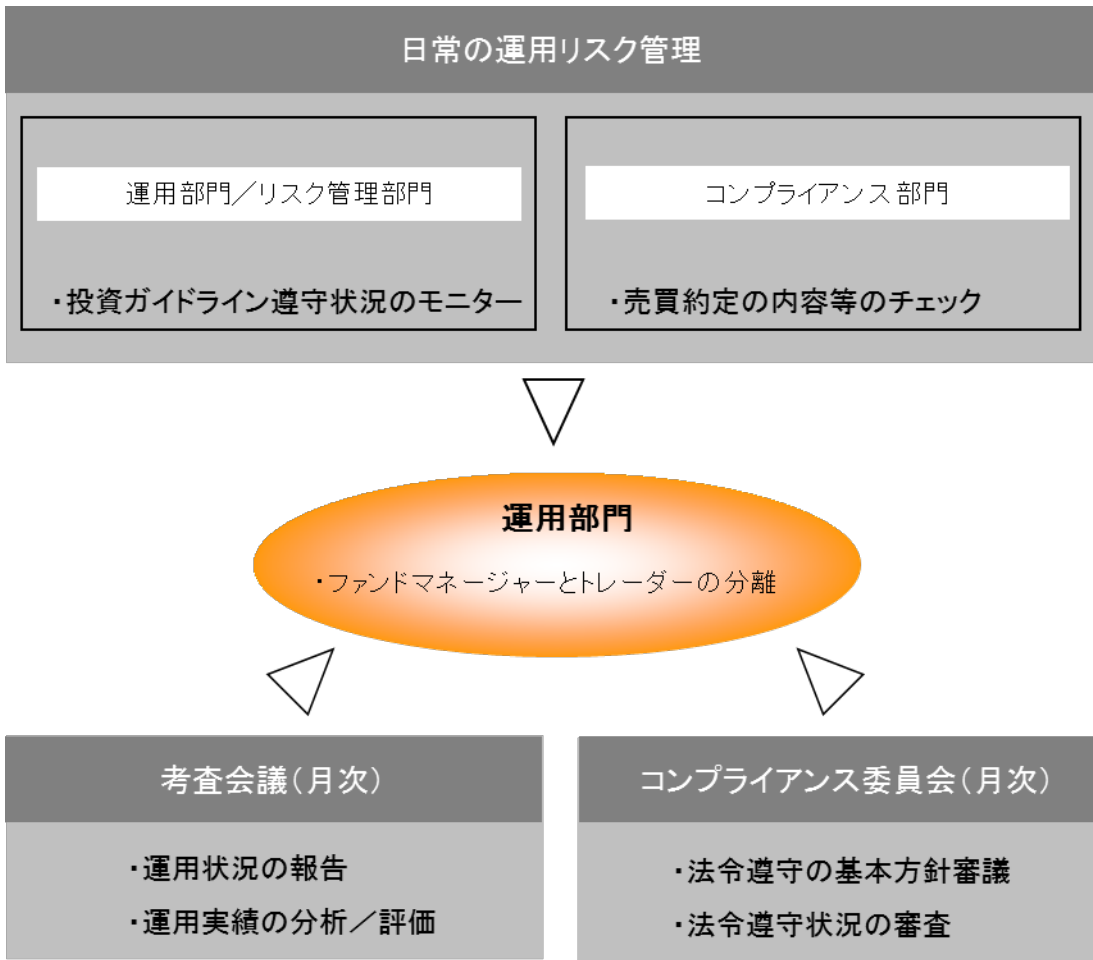 日常の運用リスク管理
運用部門／リスク管理部門
・投資ガイドライン遵守状況のモニター
コンプライアンス部門
・売買約定の内容等のチェック
運用部門
・ファンドマネージャーとトレーダーの分離
考査会議（月次）
・運用状況の報告
・運用実績の分析／評価
コンプライアンス委員会（月次）
・法令遵守の基本方針審議
・法令遵守状況の審査